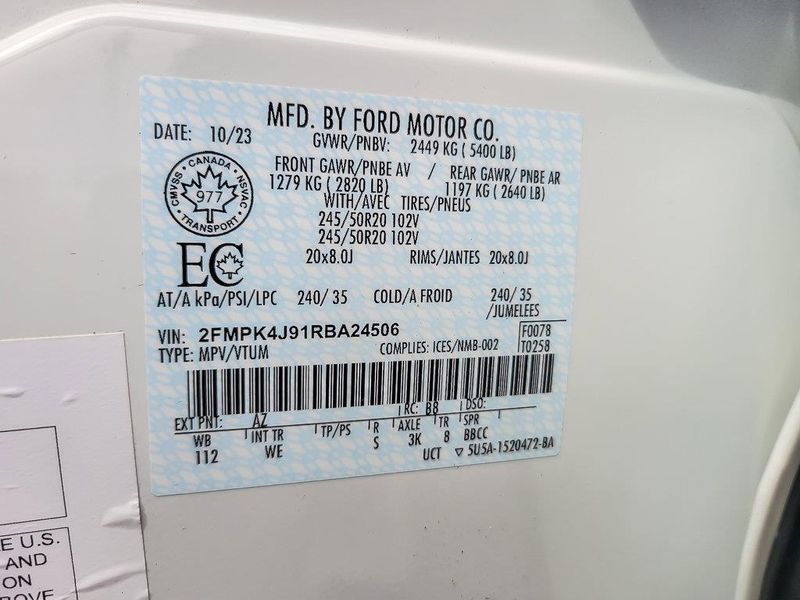 MFD. BY FORD MOTOR CO.
DATE: 10/23
GVWR/PNBV: 2449 KG ( 5400 LB)
FRONT GAWR/PNBE AV / REAR GAWR/ PNBE AR
1279 KG ( 2820 LB) 1197 KG ( 2640 LB)
WITH/AVEC TIRES/PNEUS
245/50R20 102V
245/50R20 102V
20x8.0J RIMS/JANTES 20x8.0J
CANADA
CMVSS NSVAC
977
TRANSPORT
EC
AT/A kPa/PSI/LPC 240/ 35 COLD/A FROID 240/ 35
/JUMELEES
VIN: 2FMPK4J91RBA24506 F0078
TYPE: MPV/VTUM COMPLIES: ICES/NMB-002 T0258
EXT PNT: AZ RC: B8 DSO:
WB INT TR TP/PS R AXLE TR SPR
112 WE S 3K 8 BBCC
UCT ▽ 5U5A-1520472-BA
E U.S.
AND
ON
BOVE